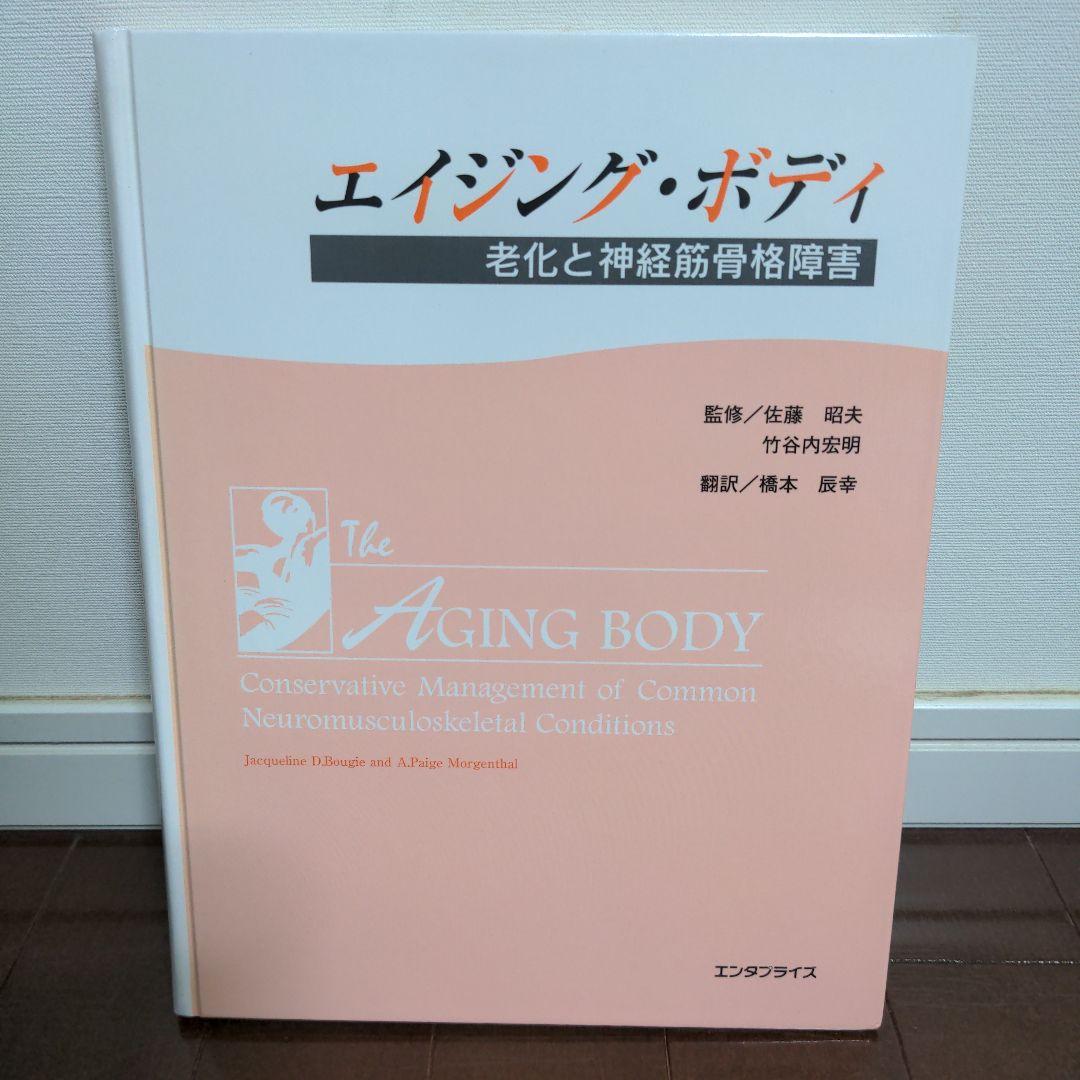 エイジング・ボディ
老化と神経筋骨格障害
監修／佐藤　昭夫
竹谷内宏明
翻訳／橋本　辰幸
The
AGING BODY
Conservative Management of Common
Neuromusculoskeletal Conditions
Jacqueline D.Bougie and A.Paige Morgenthal
エンタプライズ